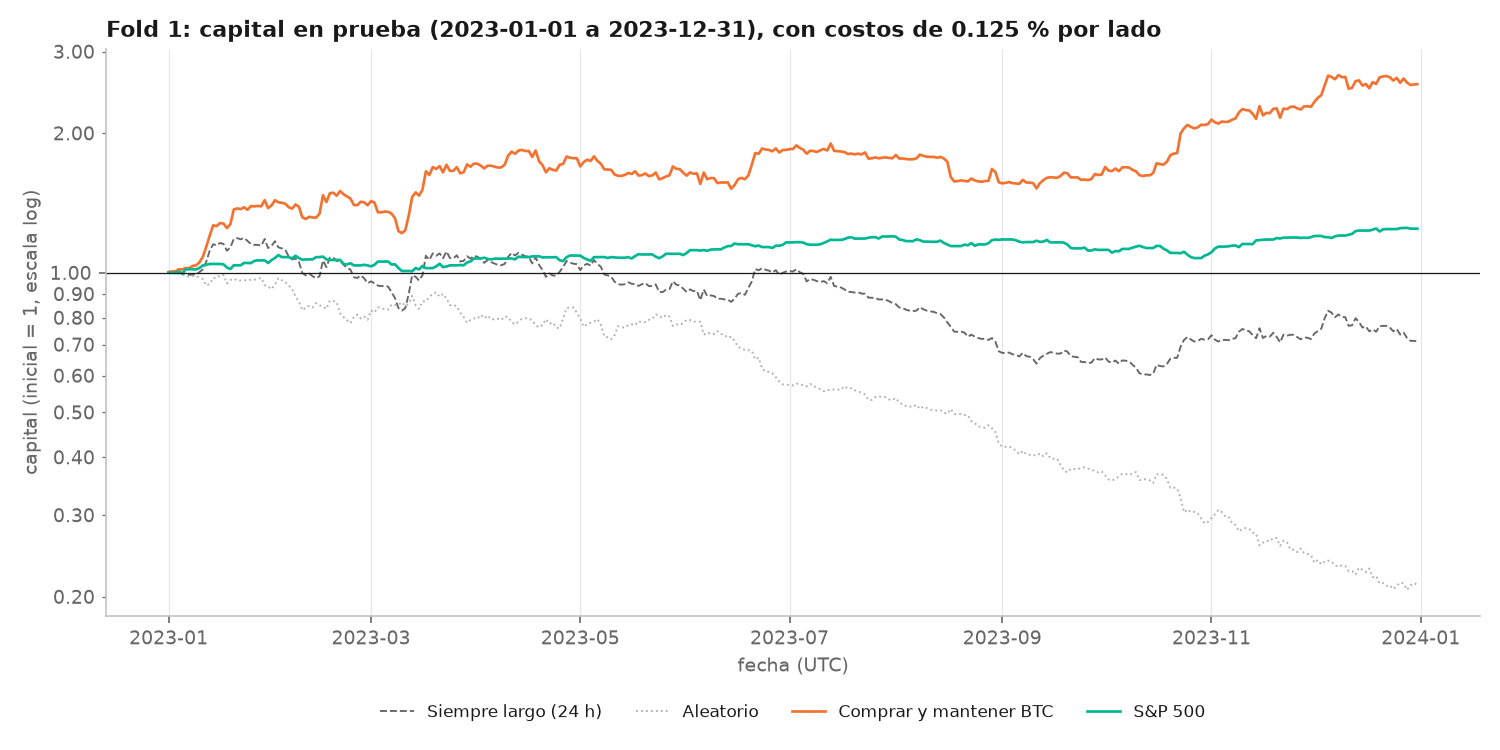 Fold 1: capital en prueba (2023-01-01 a 2023-12-31), con costos de 0.125 % por lado
capital (inicial = 1, escala log)
3.00
2.00
1.00
0.90
0.80
0.70
0.60
0.50
0.40
0.30
0.20
2023-01
2023-03
2023-05
2023-07
2023-09
2023-11
2024-01
fecha (UTC)
Siempre largo (24 h)
Aleatorio
Comprar y mantener BTC
S&P 500